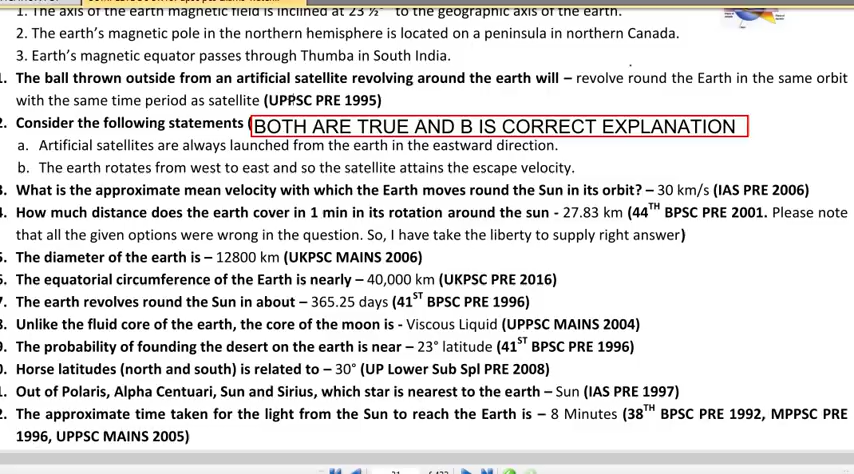 1. The axis of the earth magnetic field is inclined at 23 ½° to the geographic axis of the earth.
2. The earth's magnetic pole in the northern hemisphere is located on a peninsula in northern Canada.
3. Earth's magnetic equator passes through Thumba in South India.
. The ball thrown outside from an artificial satellite revolving around the earth will – revolve round the Earth in the same orbit
with the same time period as satellite (UPPSC PRE 1995)
2. Consider the following statements (
BOTH ARE TRUE AND B IS CORRECT EXPLANATION
a. Artificial satellites are always launched from the earth in the eastward direction.
b. The earth rotates from west to east and so the satellite attains the escape velocity.
3. What is the approximate mean velocity with which the Earth moves round the Sun in its orbit? – 30 km/s (IAS PRE 2006)
4. How much distance does the earth cover in 1 min in its rotation around the sun - 27.83 km (44TH BPSC PRE 2001. Please note
that all the given options were wrong in the question. So, I have take the liberty to supply right answer)
5. The diameter of the earth is – 12800 km (UKPSC MAINS 2006)
6. The equatorial circumference of the Earth is nearly – 40,000 km (UKPSC PRE 2016)
7. The earth revolves round the Sun in about – 365.25 days (41ST BPSC PRE 1996)
8. Unlike the fluid core of the earth, the core of the moon is - Viscous Liquid (UPPSC MAINS 2004)
9. The probability of founding the desert on the earth is near – 23° latitude (41ST BPSC PRE 1996)
0. Horse latitudes (north and south) is related to – 30° (UP Lower Sub Spl PRE 2008)
1. Out of Polaris, Alpha Centuari, Sun and Sirius, which star is nearest to the earth – Sun (IAS PRE 1997)
2. The approximate time taken for the light from the Sun to reach the Earth is – 8 Minutes (38TH BPSC PRE 1992, MPPSC PRE
1996, UPPSC MAINS 2005)